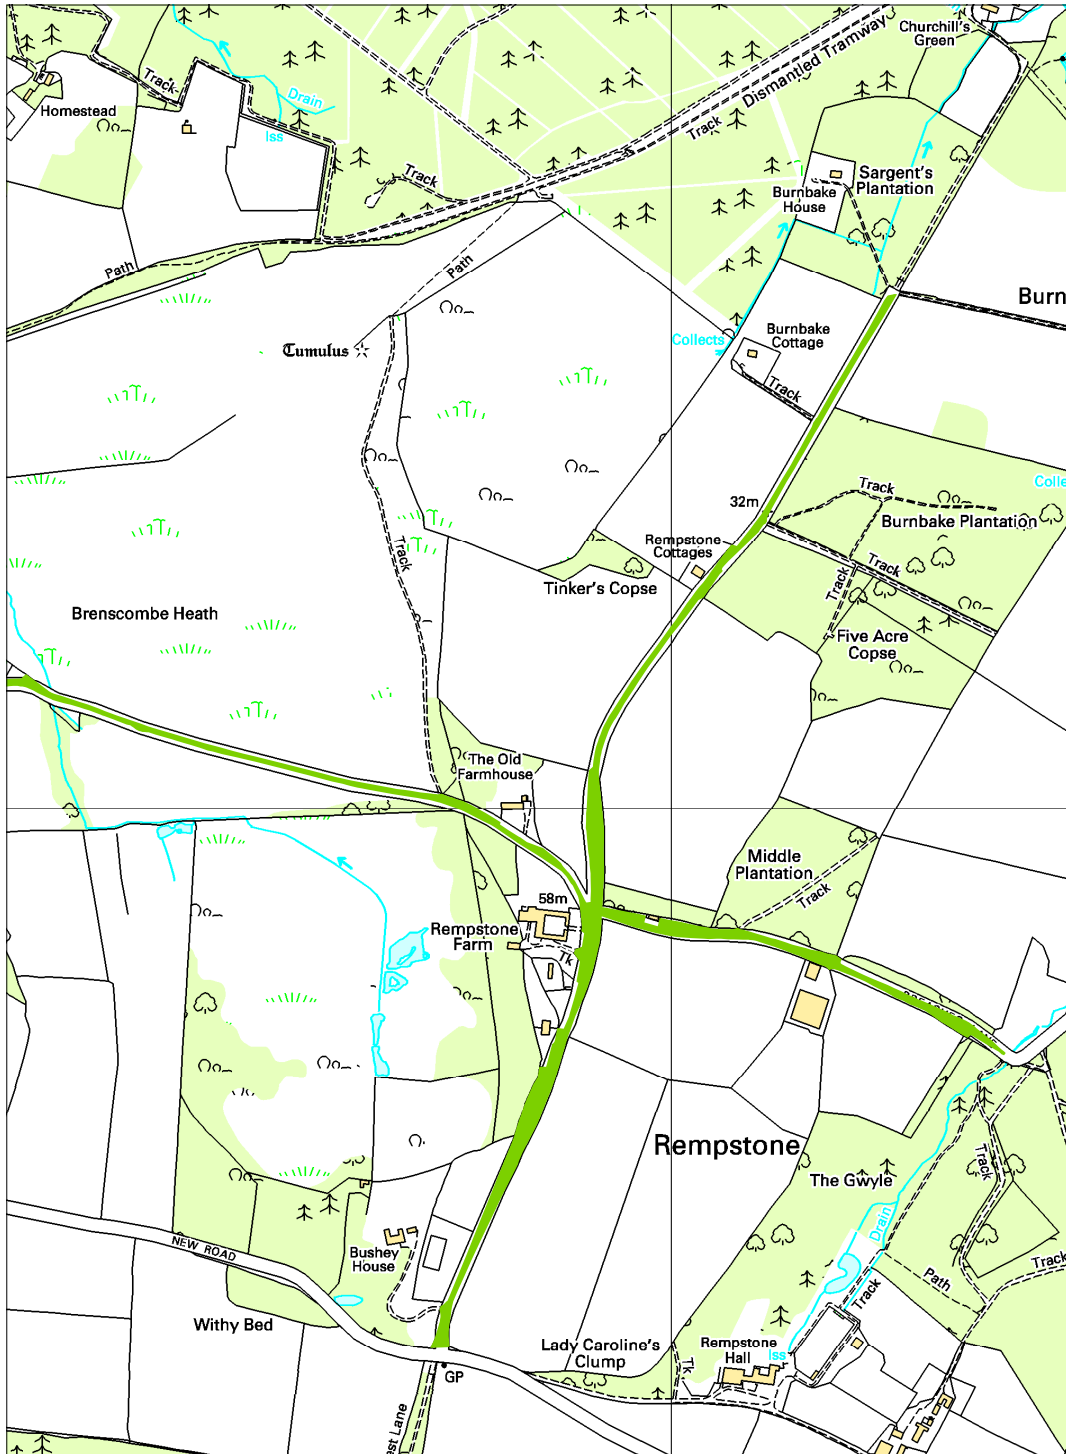 Churchill's
Green
Dismantled Tramway
Track
Homestead
Drain
Iss
Track
Track
Sargent's
Plantation
Burnbake
House
Path
Path
Burn
Tumulus
Collects
Burnbake
Cottage
Track
Colle
Track
32m
Burnbake Plantation
Rempstone
Cottages
Track
Track
Tinker's Copse
Track
Brenscombe Heath
Five Acre
Copse
The Old
Farmhouse
Middle
Plantation
Track
58m
Rempstone
Farm
Tk
Rempstone
The Gwyle
Track
Drain
NEW ROAD
Bushey
House
Path
Track
Track
Withy Bed
Lady Caroline's
Clump
Rempstone
Hall
Iss
Tk
GP
est Lane